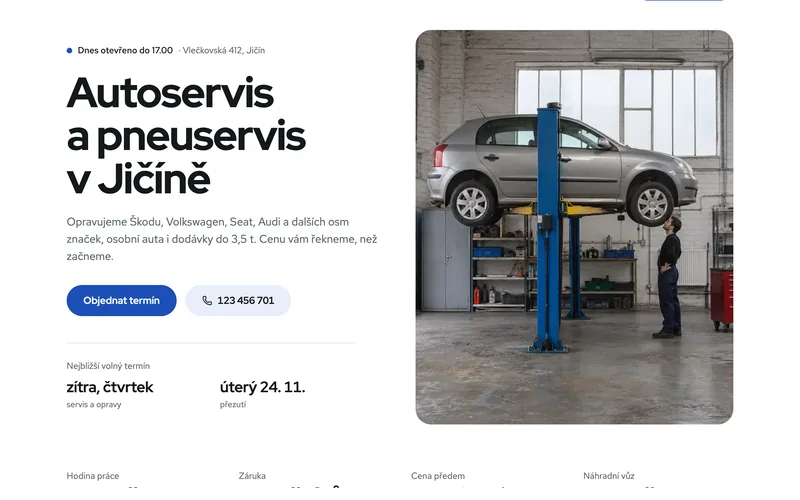 Dnes otevřeno do 17.00 · Vlečkovská 412, Jičín
Autoservis
a pneuservis
v Jičíně
Opravujeme Škodu, Volkswagen, Seat, Audi a dalších osm
značek, osobní auta i dodávky do 3,5 t. Cenu vám řekneme, než
začneme.
Objednat termín
123 456 701
Nejbližší volný termín
zítra, čtvrtek
úterý 24. 11.
servis a opravy
přezutí
Hodina práce
Záruka
Cena předem
Náhradní vůz